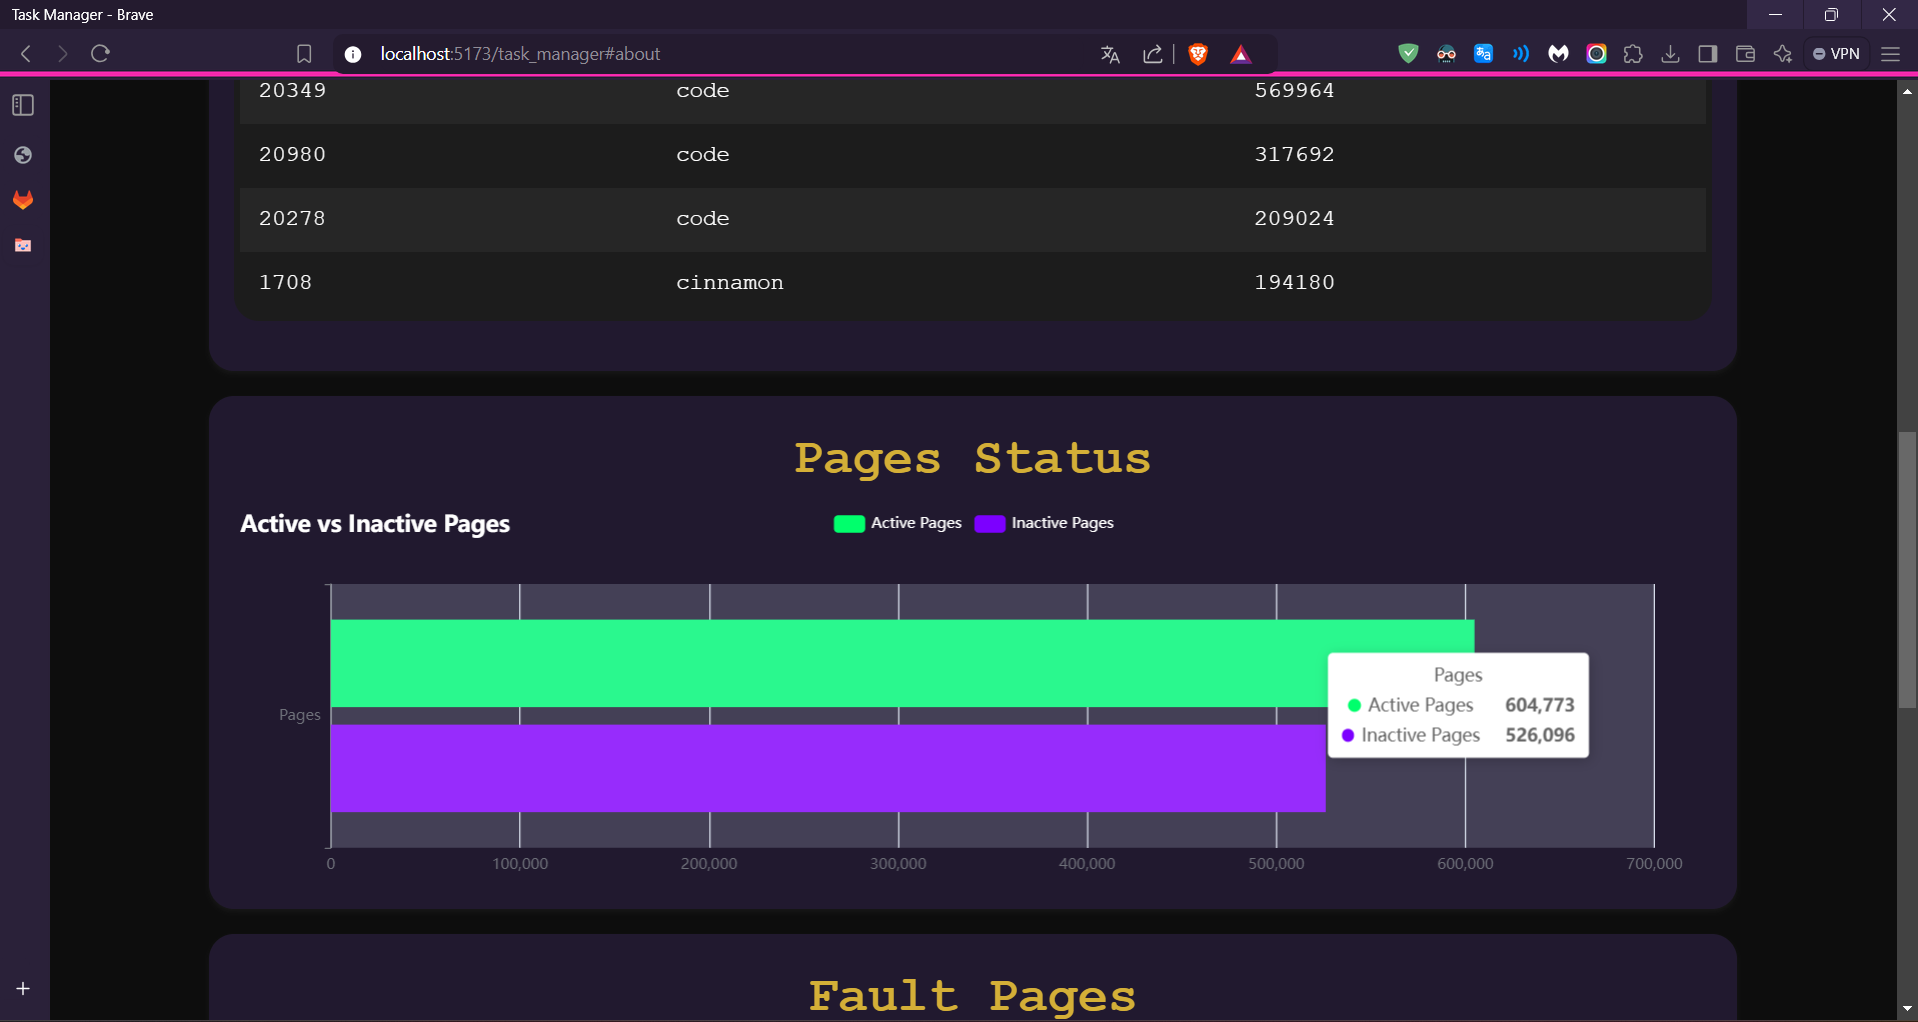 Task Manager - Brave
localhost:5173/task_manager#about
VPN
20349 code 569964
20980 code 317692
20278 code 209024
1708 cinnamon 194180
Pages Status
Active vs Inactive Pages
Active Pages Inactive Pages
Pages
Pages
Active Pages 604,773
Inactive Pages 526,096
0 100,000 200,000 300,000 400,000 500,000 600,000 700,000
Fault Pages